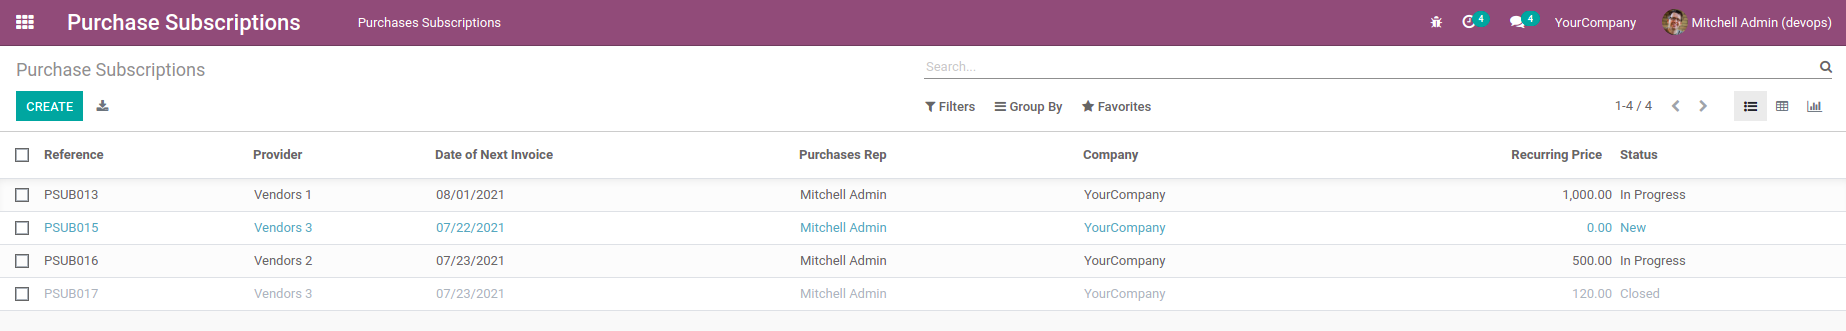 Purchase Subscriptions Purchases Subscriptions 4 4 YourCompany Mitchell Admin (devops)
Purchase Subscriptions Search...
CREATE Filters Group By Favorites 1-4 / 4
Reference Provider Date of Next Invoice Purchases Rep Company Recurring Price Status
PSUB013 Vendors 1 08/01/2021 Mitchell Admin YourCompany 1,000.00 In Progress
PSUB015 Vendors 3 07/22/2021 Mitchell Admin YourCompany 0.00 New
PSUB016 Vendors 2 07/23/2021 Mitchell Admin YourCompany 500.00 In Progress
PSUB017 Vendors 3 07/23/2021 Mitchell Admin YourCompany 120.00 Closed